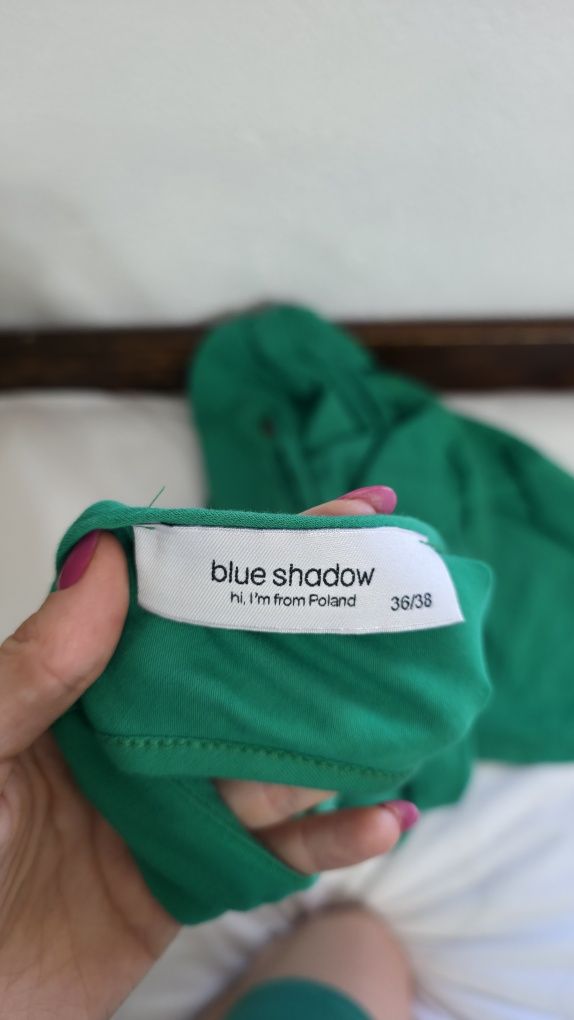 blue shadow
hi, I'm from Poland
36/38